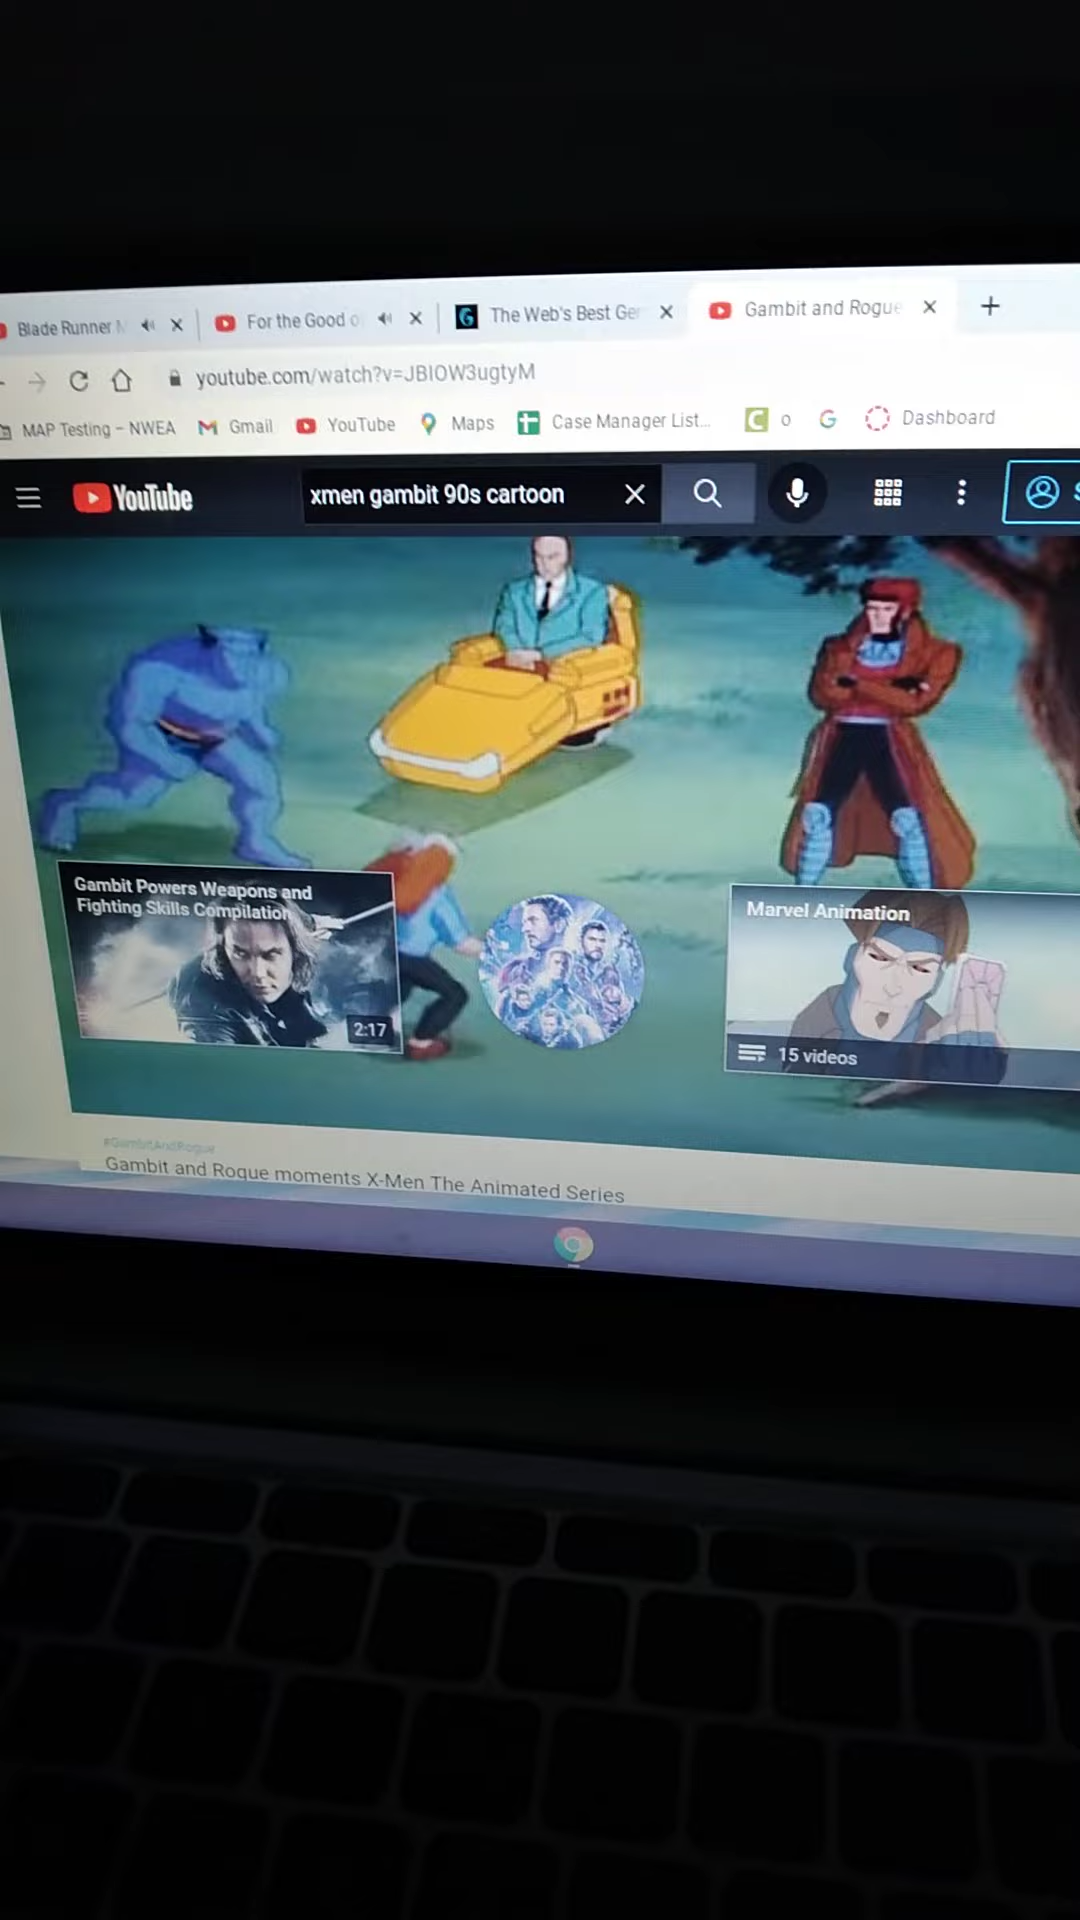 Blade Runner
For the Good o
The Web's Best Ge
Gambit and Rogue
youtube.com/watch?v=JBIOW3ugtyM
MAP Testing – NWEA
Gmail
YouTube
Maps
Case Manager List...
o
Dashboard
YouTube
xmen gambit 90s cartoon
Gambit Powers Weapons and
Fighting Skills Compilation
2:17
Marvel Animation
15 videos
#GambitAndRogue
Gambit and Rogue moments X-Men The Animated Series